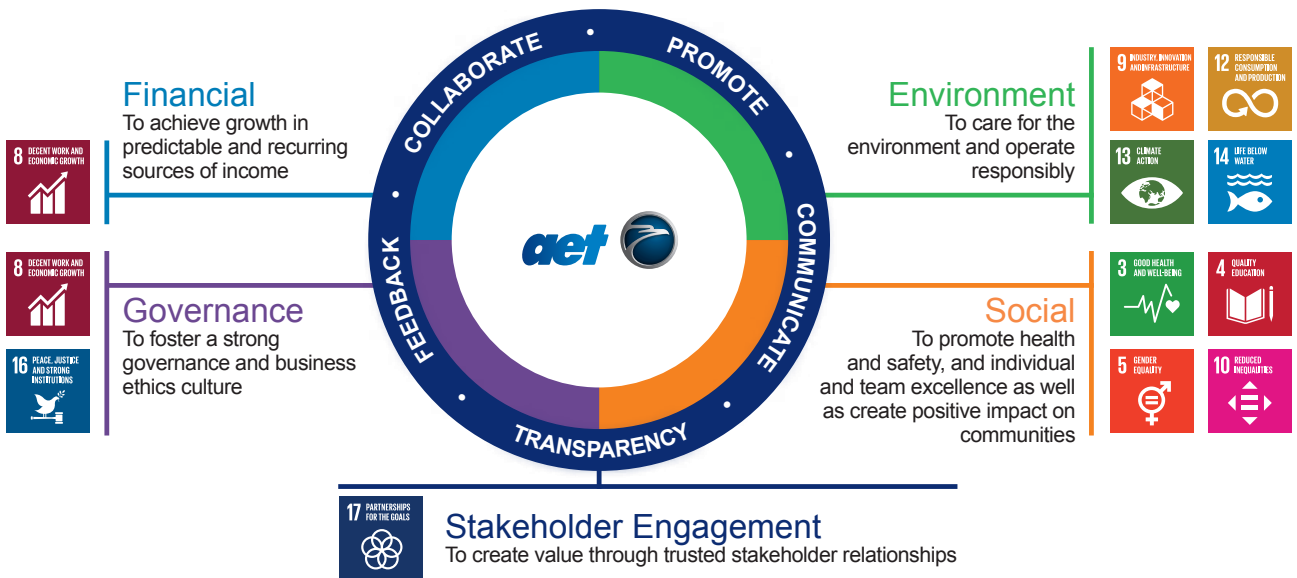 COLLABORATE • PROMOTE • COMMUNICATE • TRANSPARENCY • FEEDBACK •
aet
Financial
To achieve growth in
predictable and recurring
sources of income
8 DECENT WORK AND
ECONOMIC GROWTH
Environment
To care for the
environment and operate
responsibly
9 INDUSTRY, INNOVATION
AND INFRASTRUCTURE
12 RESPONSIBLE
CONSUMPTION
AND PRODUCTION
13 CLIMATE
ACTION
14 LIFE BELOW
WATER
Governance
To foster a strong
governance and business
ethics culture
8 DECENT WORK AND
ECONOMIC GROWTH
16 PEACE, JUSTICE
AND STRONG
INSTITUTIONS
Social
To promote health
and safety, and individual
and team excellence as well
as create positive impact on
communities
3 GOOD HEALTH
AND WELL-BEING
4 QUALITY
EDUCATION
5 GENDER
EQUALITY
10 REDUCED
INEQUALITIES
17 PARTNERSHIPS
FOR THE GOALS
Stakeholder Engagement
To create value through trusted stakeholder relationships